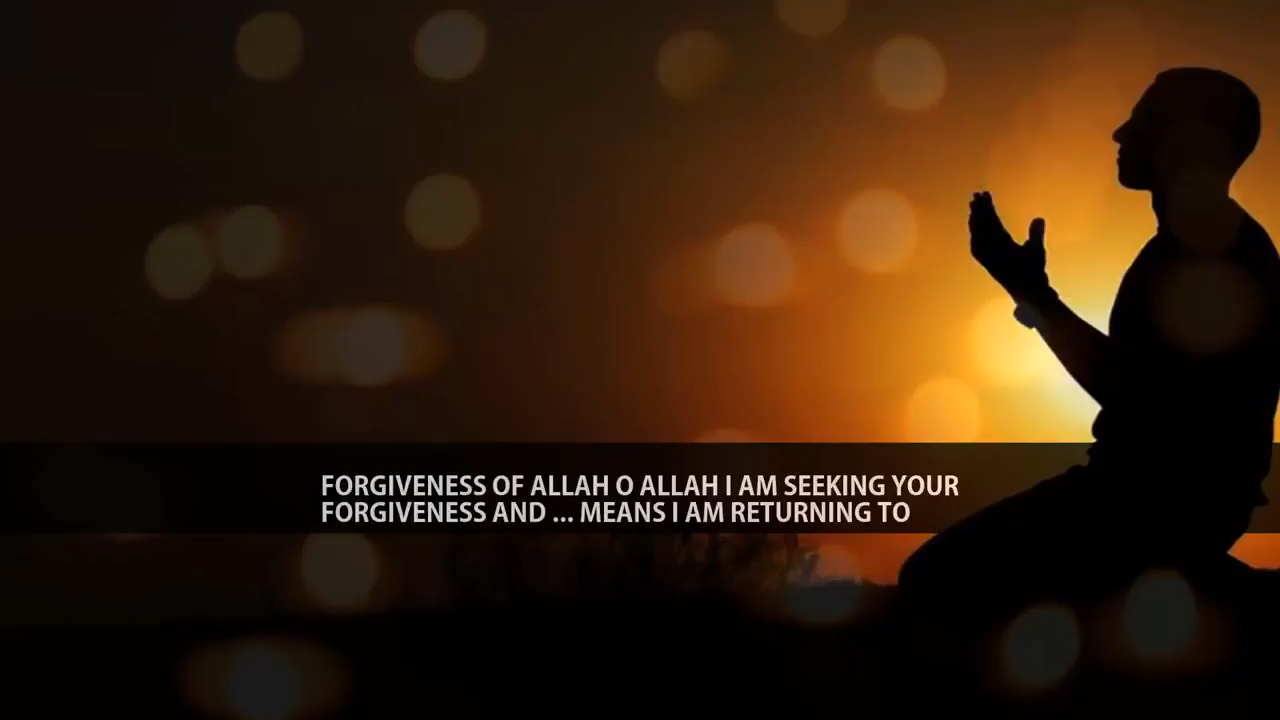 FORGIVENESS OF ALLAH O ALLAH I AM SEEKING YOUR
FORGIVENESS AND ... MEANS I AM RETURNING TO